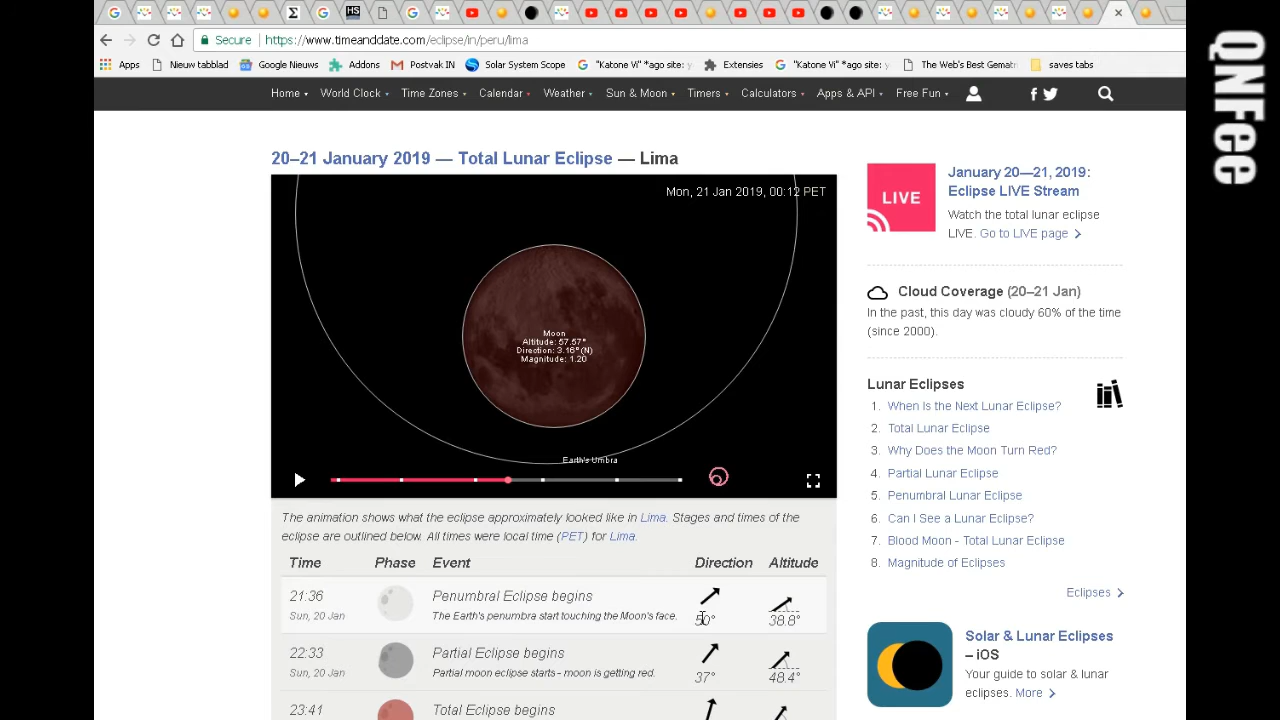 Secure https://www.timeanddate.com/eclipse/in/peru/lima
Apps Nieuw tabblad Google Nieuws Addons Postvak IN Solar System Scope "Katone Vi" *ago site: Extensies "Katone Vi" *ago site: The Web's Best Gematr saves tabs
Home World Clock Time Zones Calendar Weather Sun & Moon Timers Calculators Apps & API Free Fun
QNFee
20–21 January 2019 — Total Lunar Eclipse — Lima
Mon, 21 Jan 2019, 00:12 PET
Moon
Altitude: 57.57°
Direction: 3.16°(N)
Magnitude: 1.20
Earth's Umbra
The animation shows what the eclipse approximately looked like in Lima. Stages and times of the
eclipse are outlined below. All times were local time (PET) for Lima.
Time Phase Event Direction Altitude
21:36 Penumbral Eclipse begins
Sun, 20 Jan The Earth's penumbra start touching the Moon's face. 50° 38.8°
22:33 Partial Eclipse begins
Sun, 20 Jan Partial moon eclipse starts - moon is getting red. 37° 48.4°
23:41 Total Eclipse begins
LIVE
January 20—21, 2019:
Eclipse LIVE Stream
Watch the total lunar eclipse
LIVE. Go to LIVE page
Cloud Coverage (20–21 Jan)
In the past, this day was cloudy 60% of the time
(since 2000).
Lunar Eclipses
1. When Is the Next Lunar Eclipse?
2. Total Lunar Eclipse
3. Why Does the Moon Turn Red?
4. Partial Lunar Eclipse
5. Penumbral Lunar Eclipse
6. Can I See a Lunar Eclipse?
7. Blood Moon - Total Lunar Eclipse
8. Magnitude of Eclipses
Eclipses
Solar & Lunar Eclipses
– iOS
Your guide to solar & lunar
eclipses. More